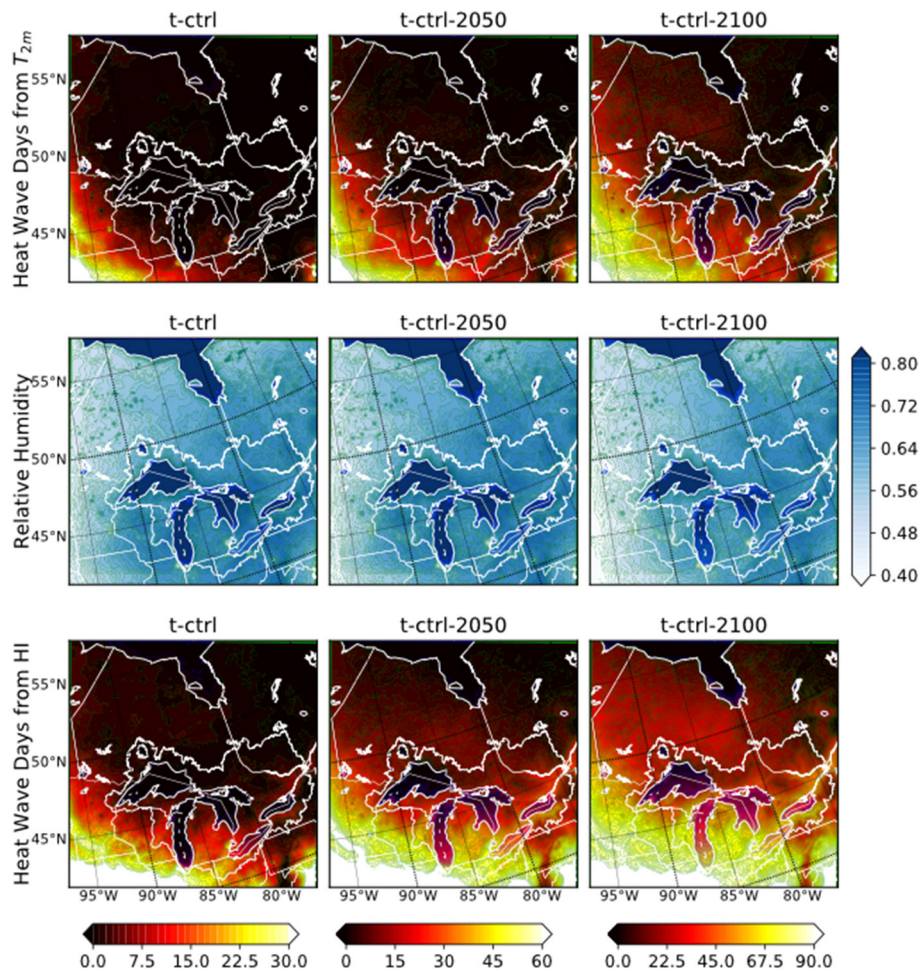 t-ctrl t-ctrl-2050 t-ctrl-2100
Heat Wave Days from T2m
55°N
50°N
45°N
t-ctrl t-ctrl-2050 t-ctrl-2100
Relative Humidity
55°N
50°N
45°N
0.80
0.72
0.64
0.56
0.48
0.40
t-ctrl t-ctrl-2050 t-ctrl-2100
Heat Wave Days from HI
55°N
50°N
45°N
95°W 90°W 85°W 80°W 95°W 90°W 85°W 80°W 95°W 90°W 85°W 80°W
0.0 7.5 15.0 22.5 30.0 0 15 30 45 60 0.0 22.5 45.0 67.5 90.0